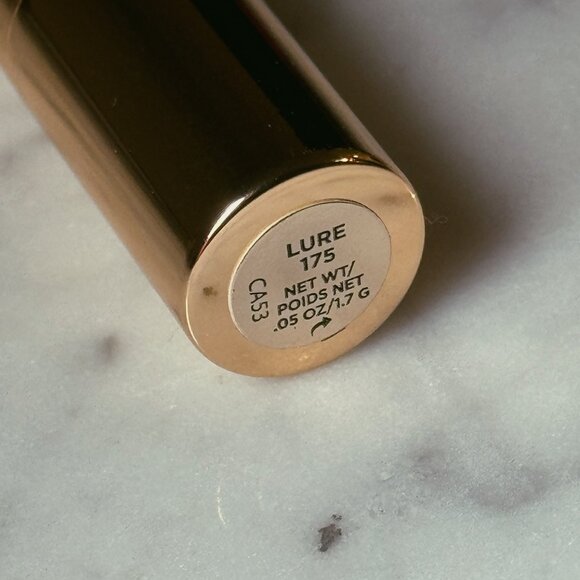 LURE
175
NET WT/
POIDS NET
.05 OZ/1.7 G
CA53